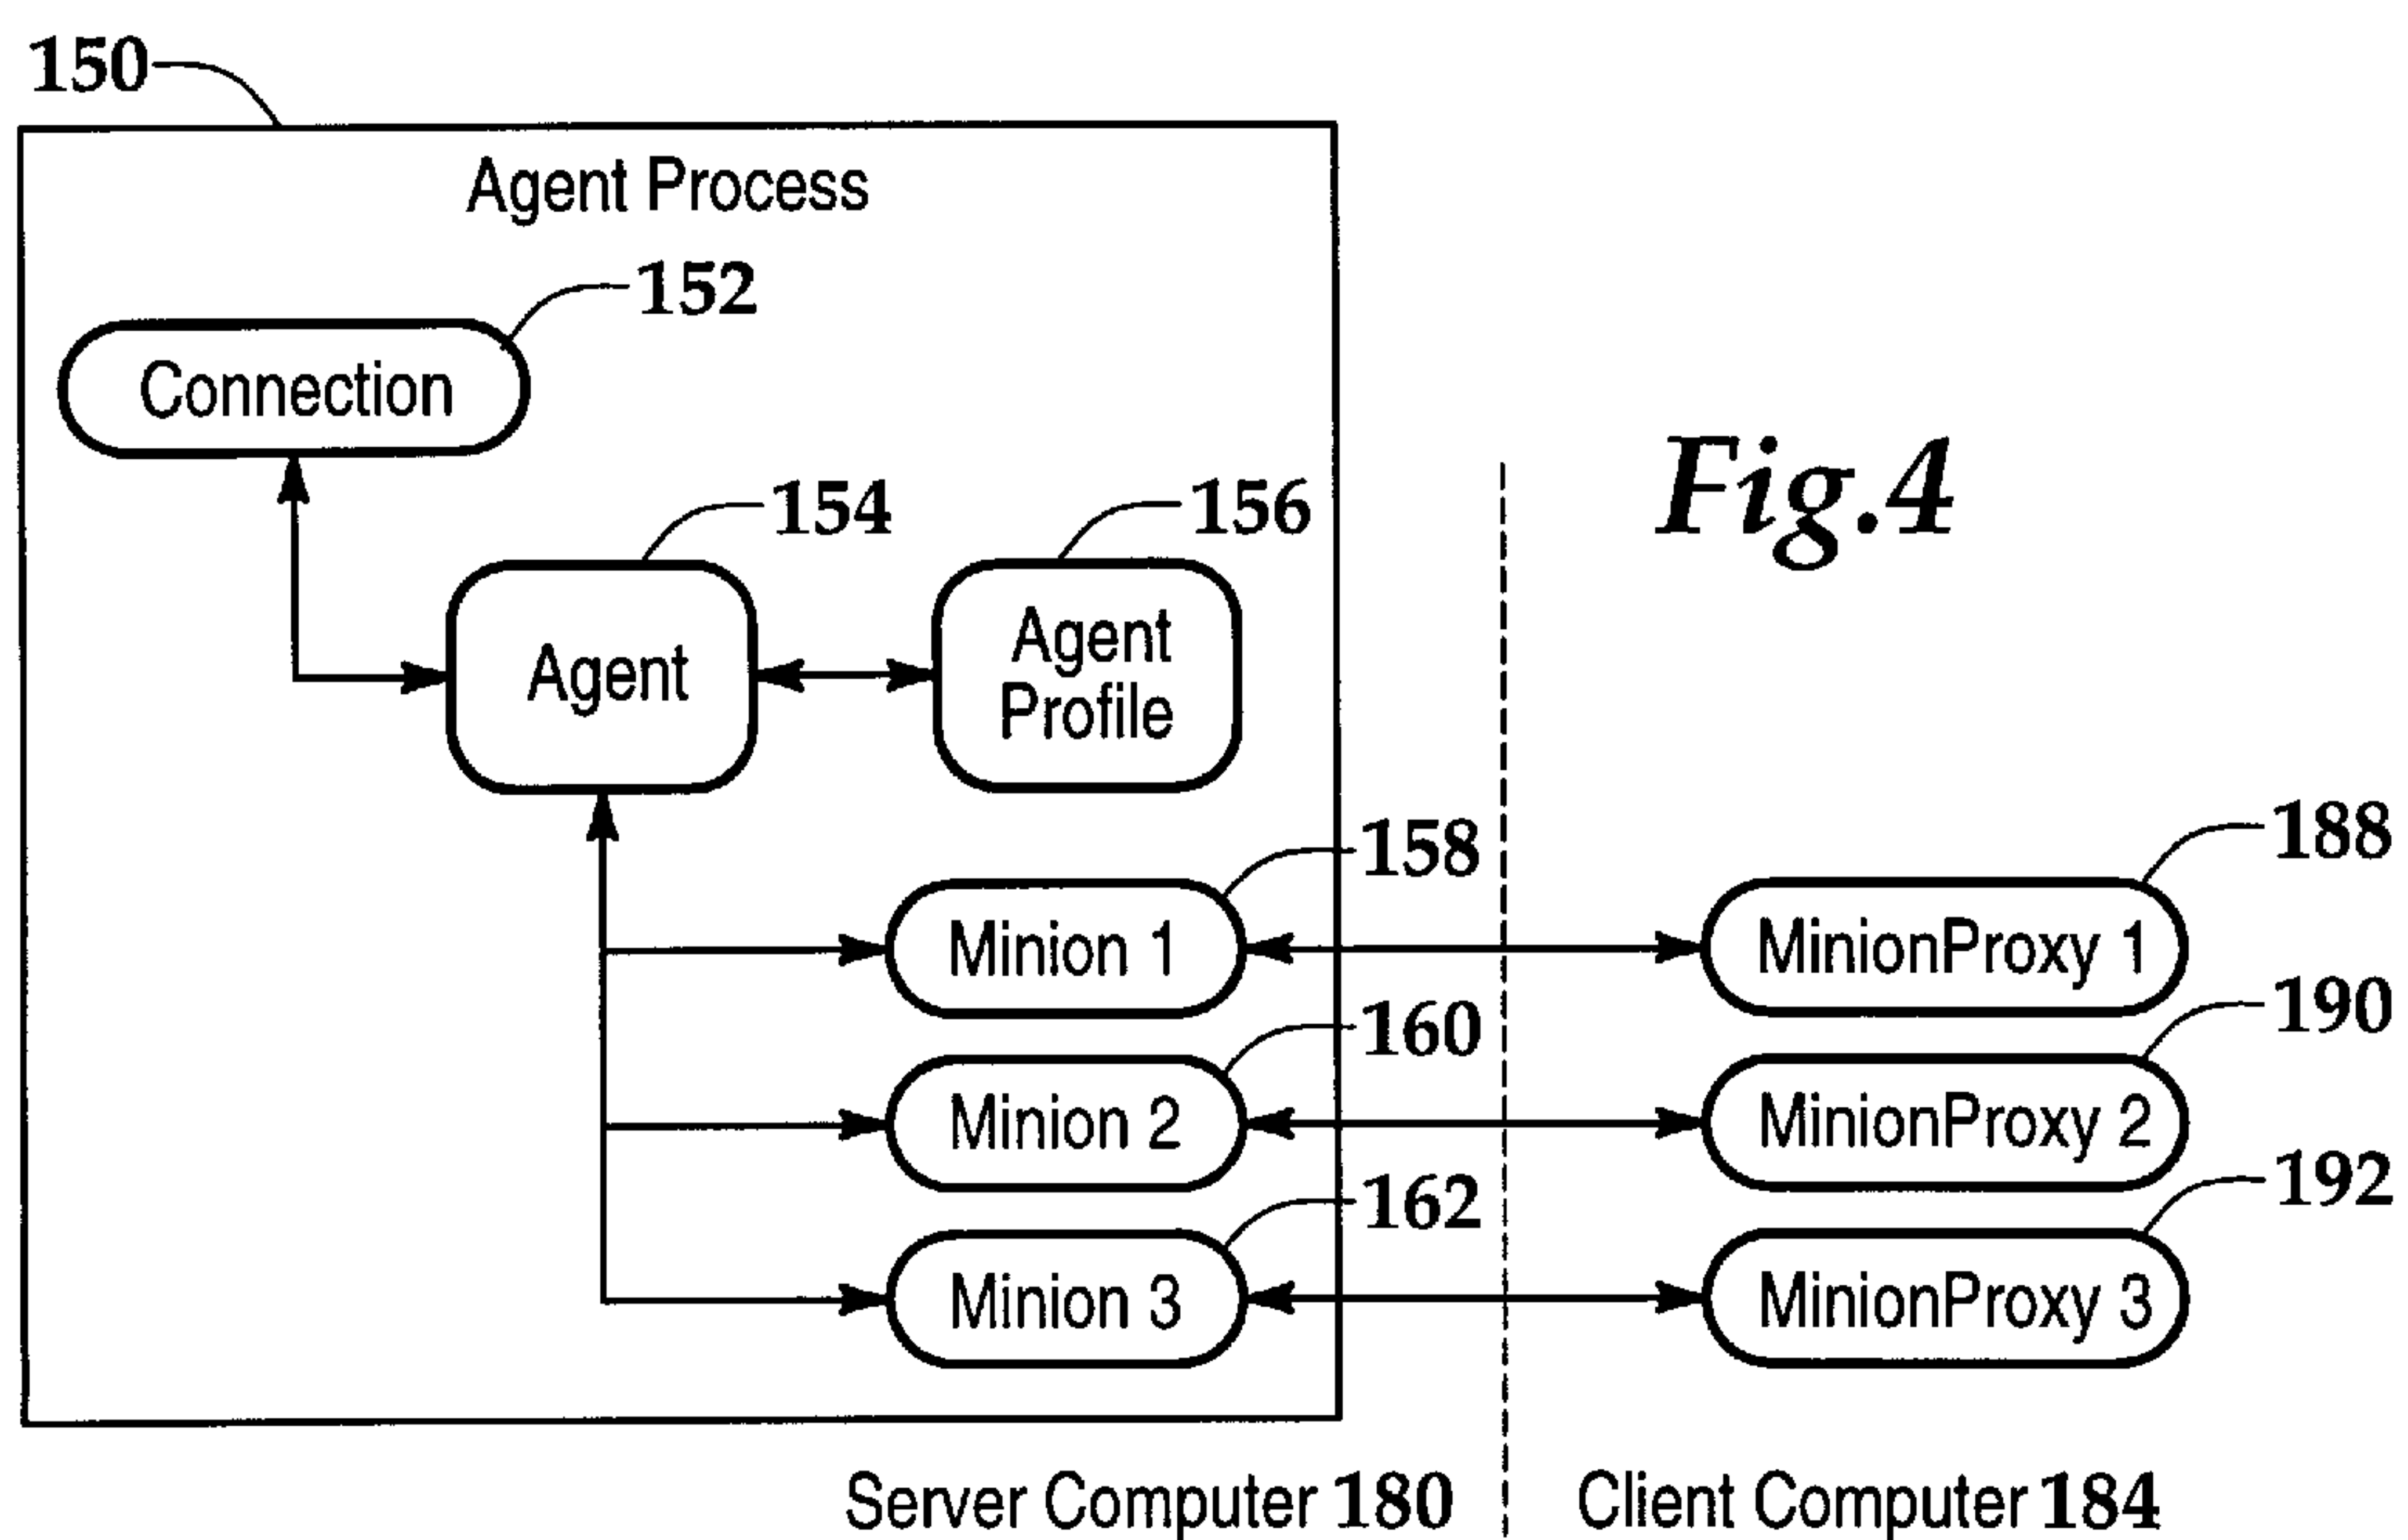 150
Agent Process
152
Connection
Fig.4
154
156
Agent
Agent
Profile
158
188
Minion 1
MinionProxy 1
160
190
Minion 2
MinionProxy 2
162
192
Minion 3
MinionProxy 3
Server Computer 180
Client Computer 184